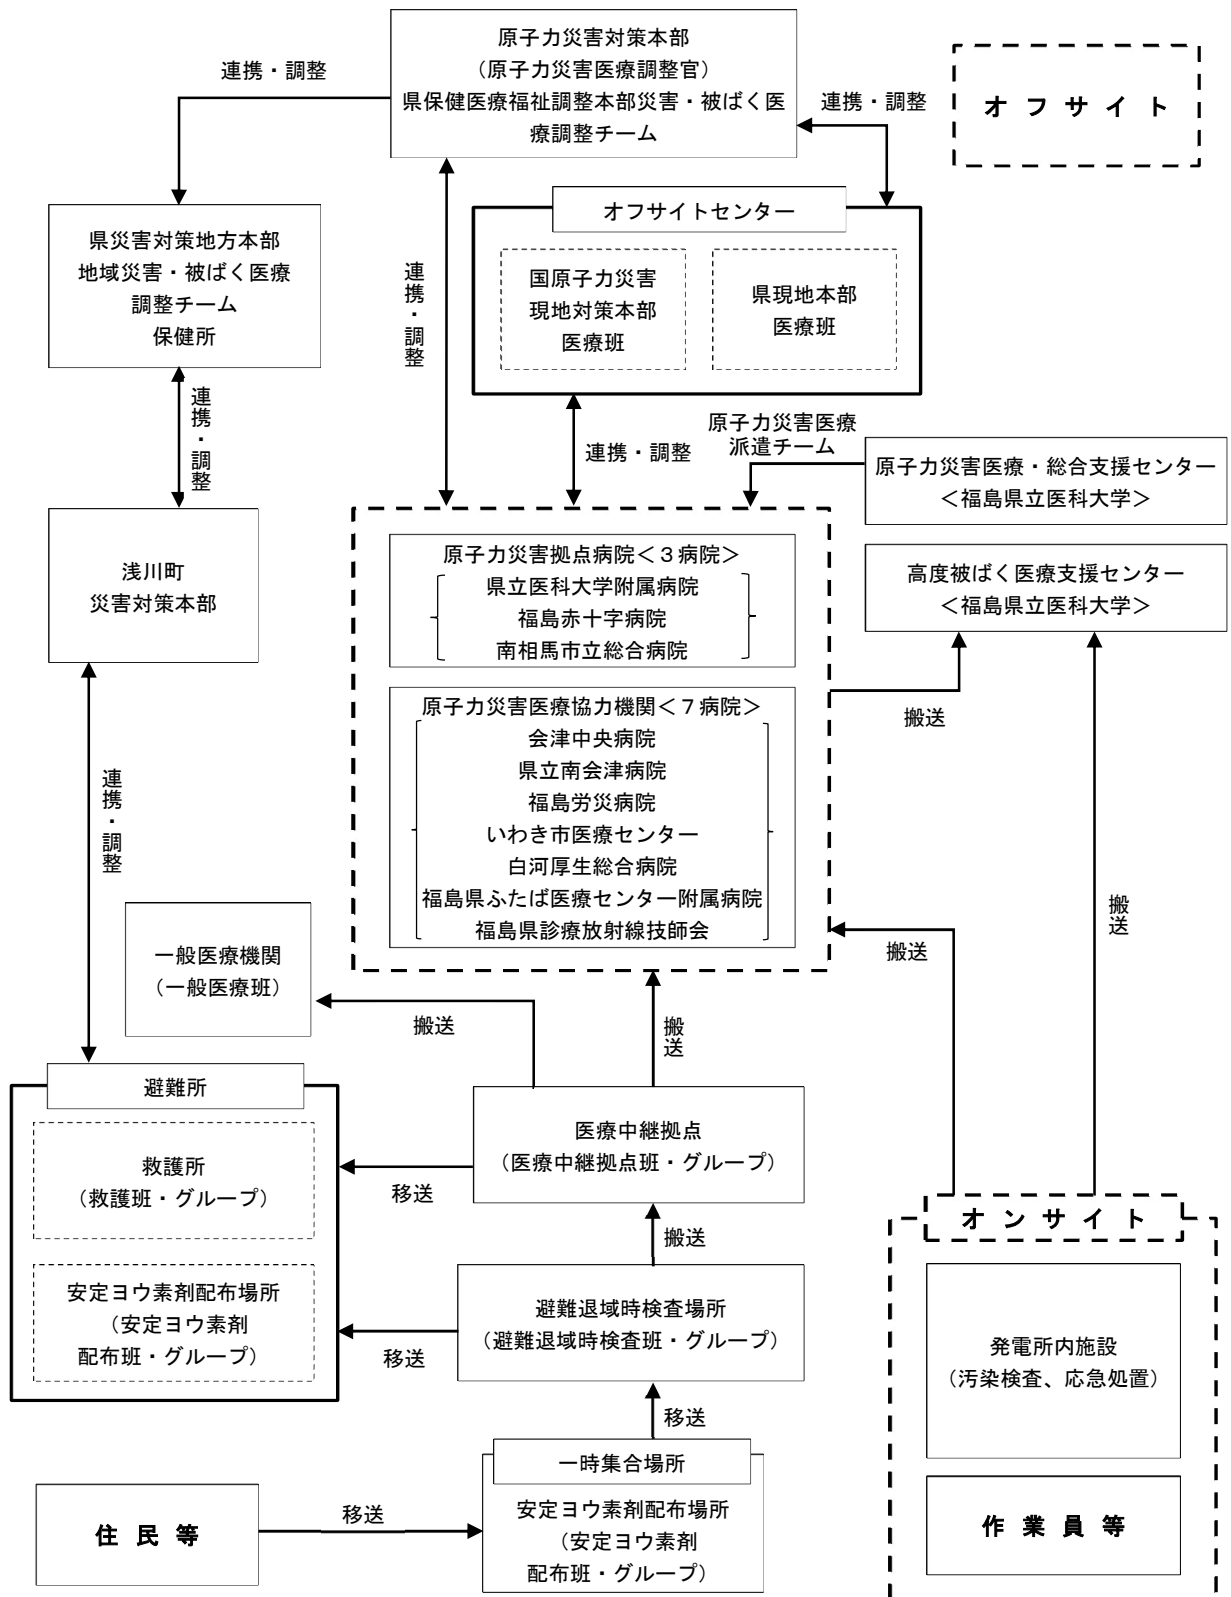 原子力災害対策本部
（原子力災害医療調整官）
県保健医療福祉調整本部災害・被ばく医
療調整チーム
連携・調整
連携・調整
オフサイト
県災害対策地方本部
地域災害・被ばく医療
調整チーム
保健所
連携・調整
オフサイトセンター
国原子力災害
現地対策本部
医療班
県現地本部
医療班
連携・調整
連携・調整
原子力災害医療
派遣チーム
原子力災害医療・総合支援センター
＜福島県立医科大学＞
浅川町
災害対策本部
原子力災害拠点病院＜３病院＞
県立医科大学附属病院
福島赤十字病院
南相馬市立総合病院
高度被ばく医療支援センター
＜福島県立医科大学＞
搬送
原子力災害医療協力機関＜７病院＞
会津中央病院
県立南会津病院
福島労災病院
いわき市医療センター
白河厚生総合病院
福島県ふたば医療センター附属病院
福島県診療放射線技師会
連携・調整
搬送
搬送
一般医療機関
（一般医療班）
搬送
搬送
避難所
救護所
（救護班・グループ）
移送
医療中継拠点
（医療中継拠点班・グループ）
搬送
安定ヨウ素剤配布場所
（安定ヨウ素剤
配布班・グループ）
移送
避難退域時検査場所
（避難退域時検査班・グループ）
移送
オンサイト
発電所内施設
（汚染検査、応急処置）
作業員等
住民等
移送
一時集合場所
安定ヨウ素剤配布場所
（安定ヨウ素剤
配布班・グループ）